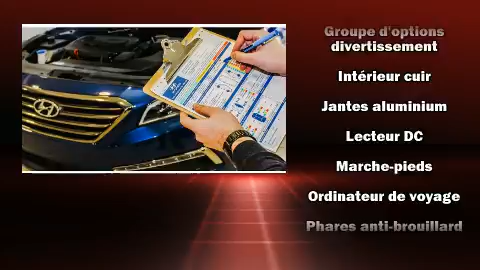 Groupe d'options
divertissement
Intérieur cuir
Jantes aluminium
Lecteur DC
Marche-pieds
Ordinateur de voyage
Phares anti-brouillard